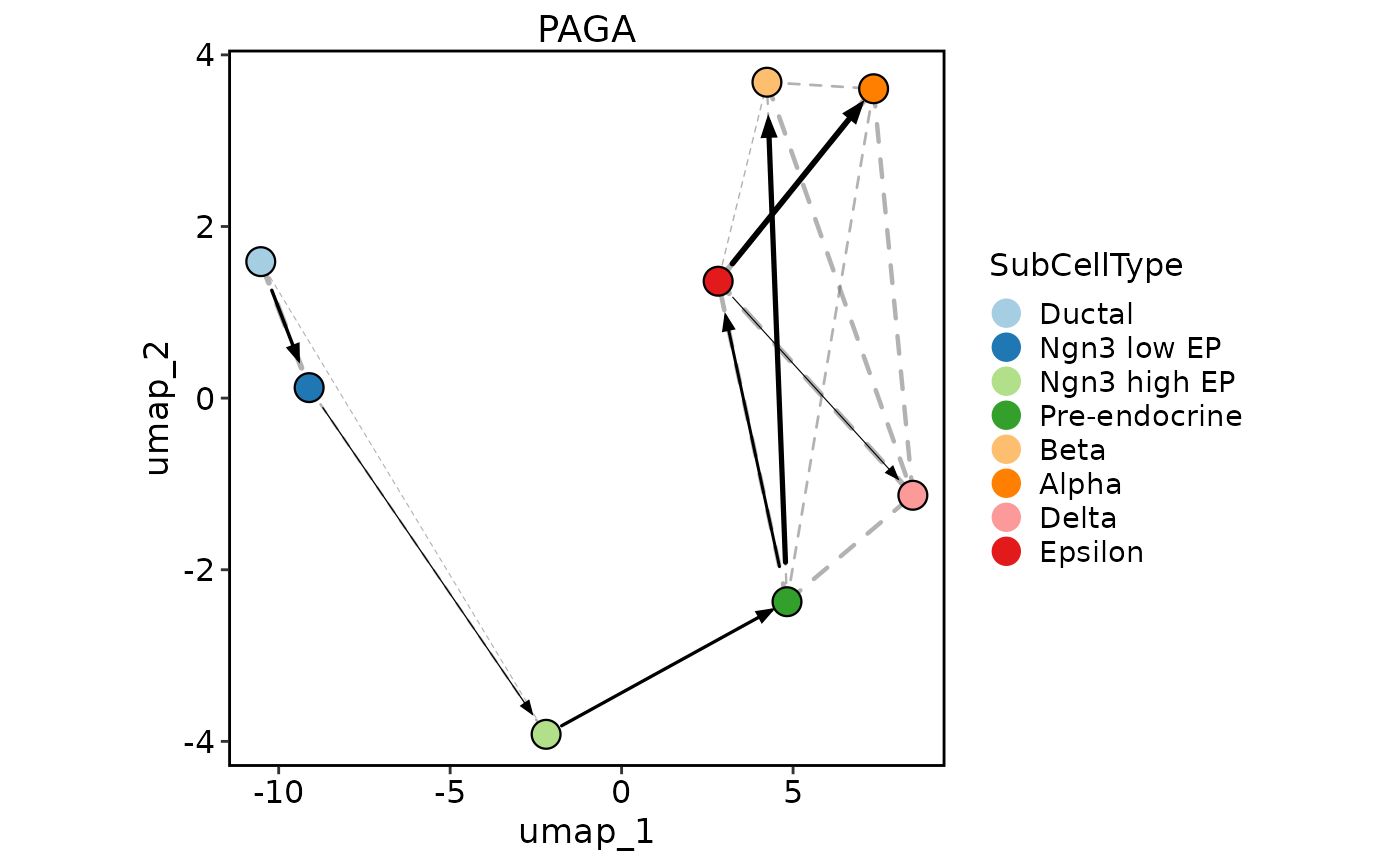 PAGA
4
2
0
-2
-4
umap_2
-10
-5
0
5
umap_1
SubCellType
Ductal
Ngn3 low EP
Ngn3 high EP
Pre-endocrine
Beta
Alpha
Delta
Epsilon